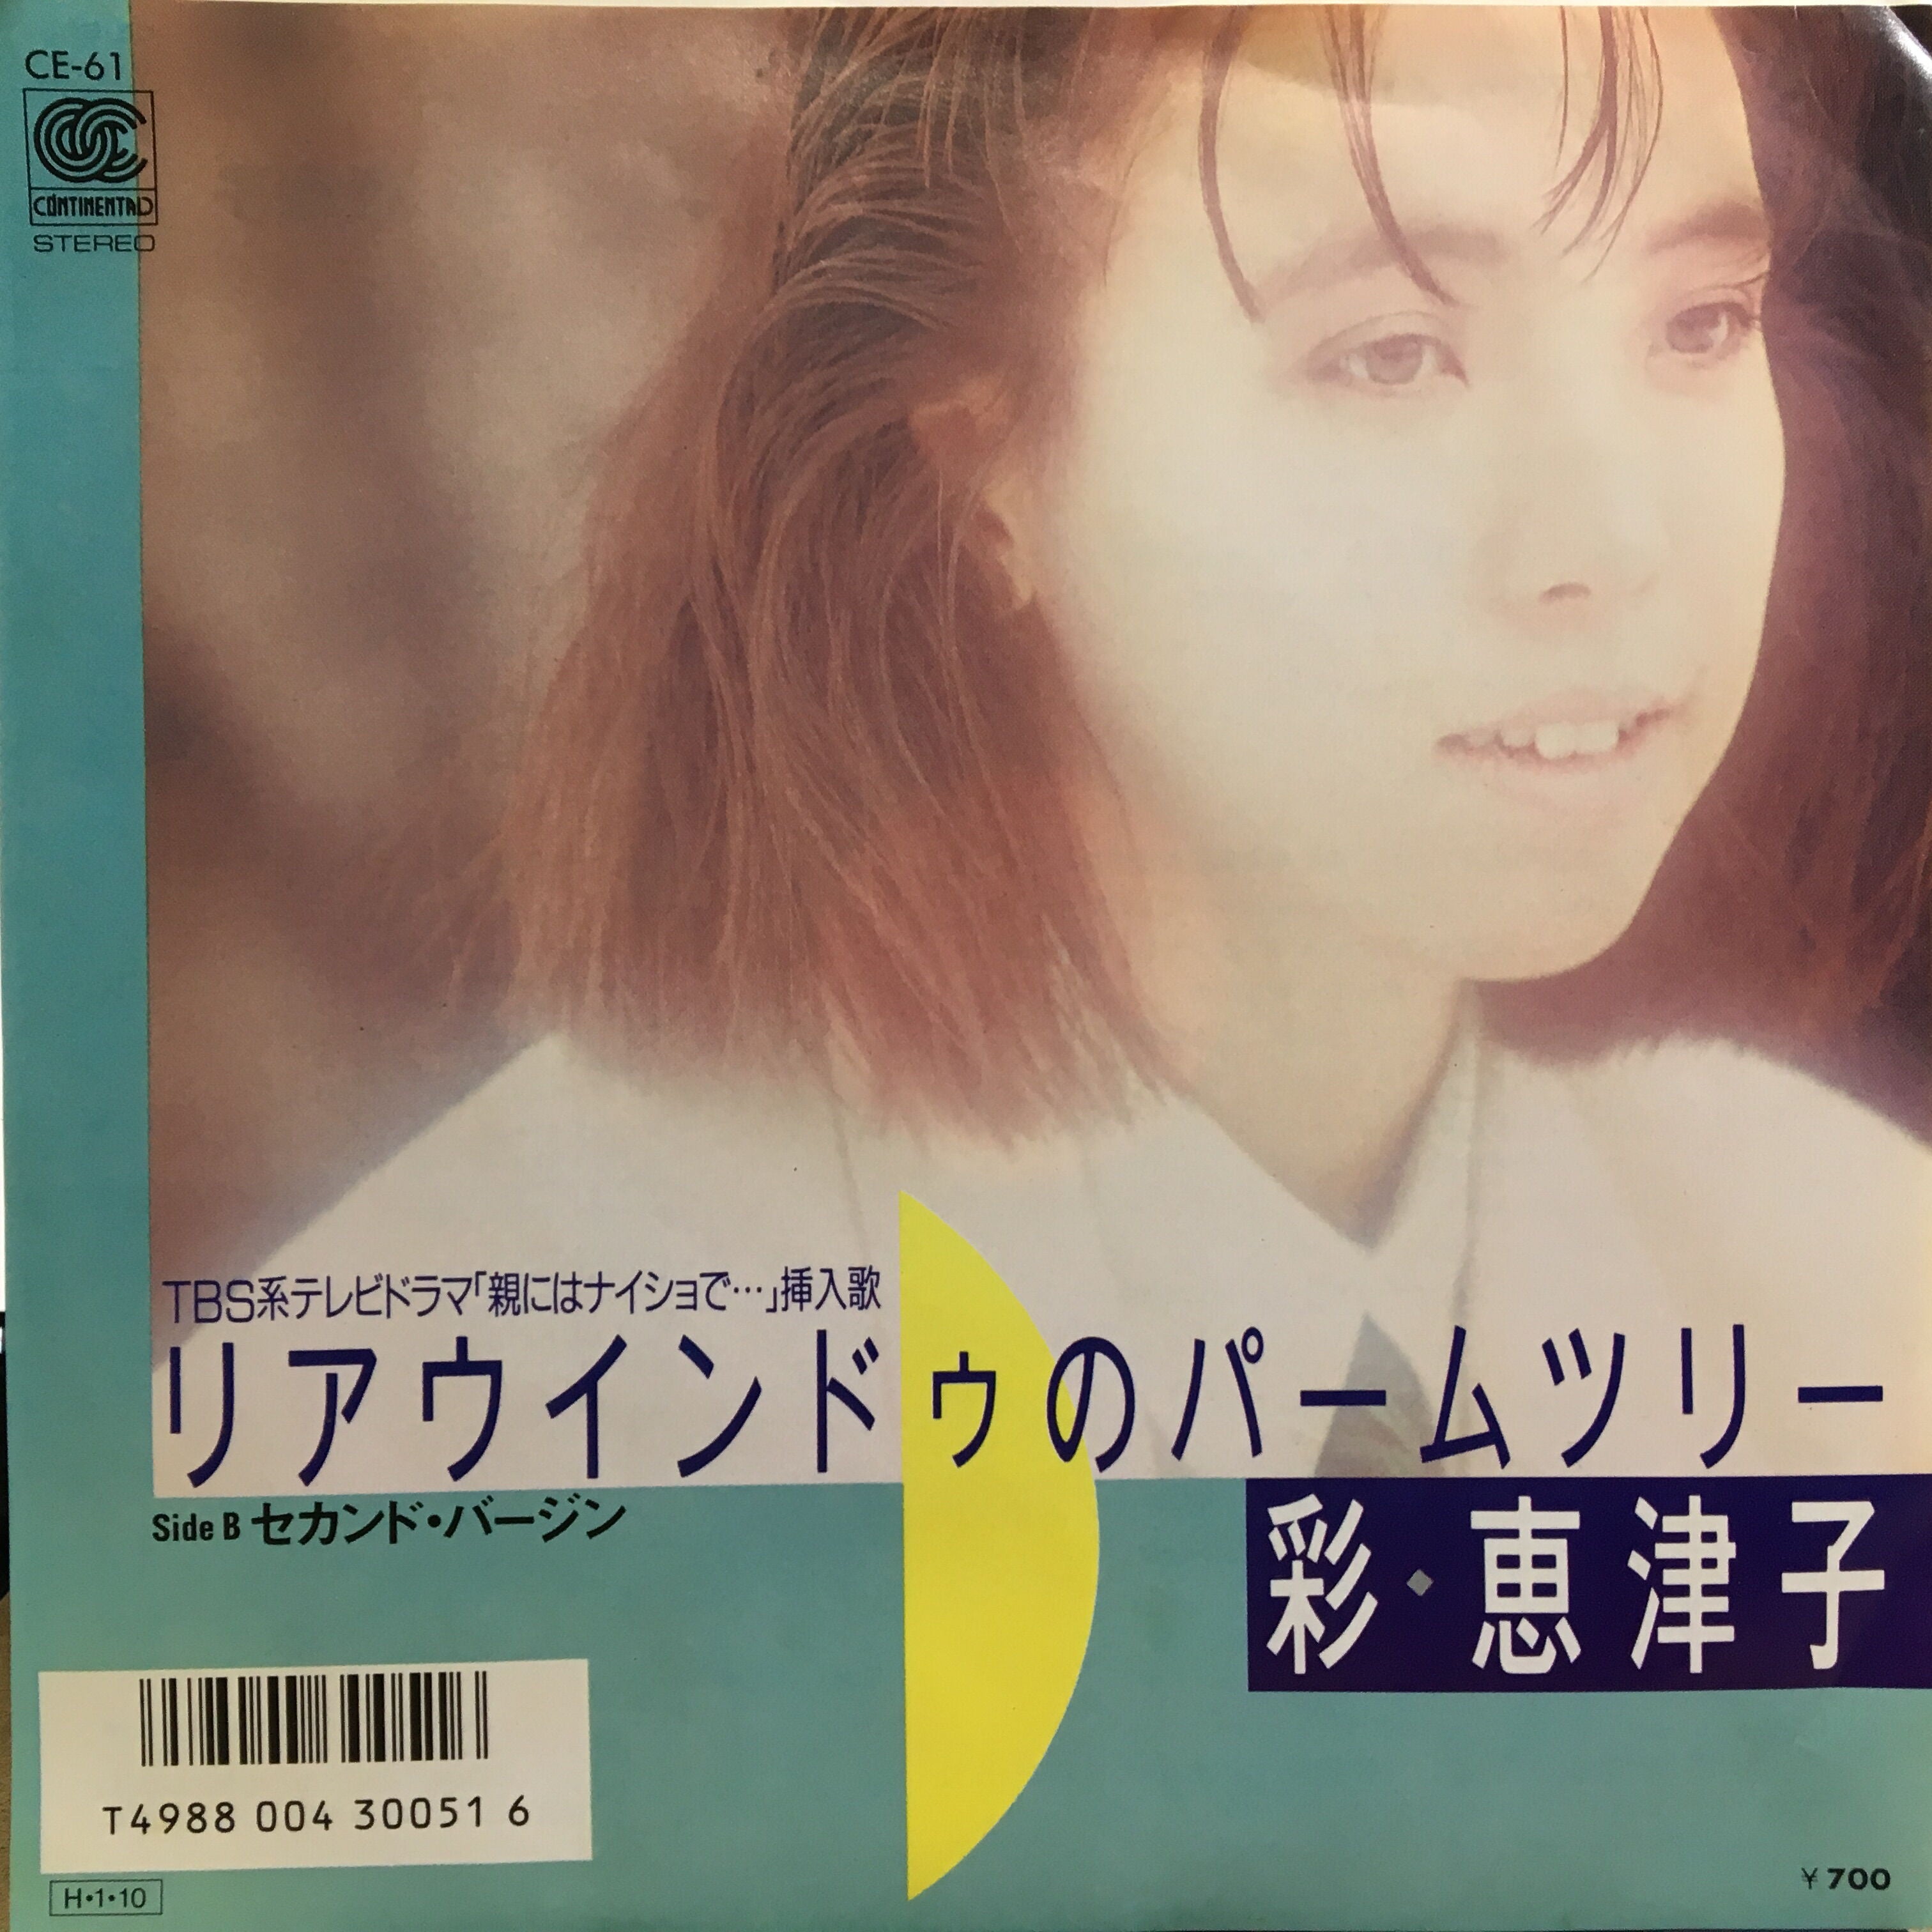 CE-61
CONTINENTAL
STEREO
TBS系テレビドラマ「親にはナイショで…」挿入歌
リアウインドゥのパームツリー
Side B セカンド・バージン
彩・恵津子
T4988 004 30051 6
H・1・10
¥700